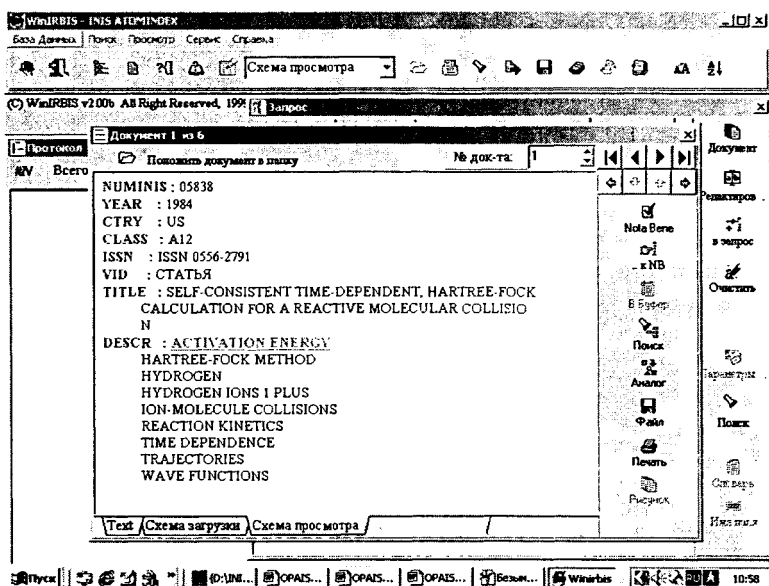 WinIRBIS - INIS ATOMINDEX
База Данных Поиск Просмотр Сервис Справка
Схема просмотра
(C) WinIRBIS v2.00b All Right Reserved, 199
Запрос
Документ 1 из 6
Протокол
Положить документ в папку
№ док-та: 1
Документ
Всего
NUMINIS : 05838
YEAR : 1984
CTRY : US
CLASS : A12
ISSN : ISSN 0556-2791
VID : СТАТЬЯ
TITLE : SELF-CONSISTENT TIME-DEPENDENT, HARTREE-FOCK
CALCULATION FOR A REACTIVE MOLECULAR COLLISIO
N
DESCR : ACTIVATION ENERGY
HARTREE-FOCK METHOD
HYDROGEN
HYDROGEN IONS 1 PLUS
ION-MOLECULE COLLISIONS
REACTION KINETICS
TIME DEPENDENCE
TRAJECTORIES
WAVE FUNCTIONS
Nota Bene
к NB
В Буфер
Поиск
Аналог
Файл
Печать
Рисунок
Редактиров
в запрос
Очистить
Параметры
Поиск
Словарь
Text Схема загрузки Схема просмотра
Пуск
(D:\INI...
OPAIS...
OPAIS...
OPAIS...
Безым...
Winirbis
RU
10:58